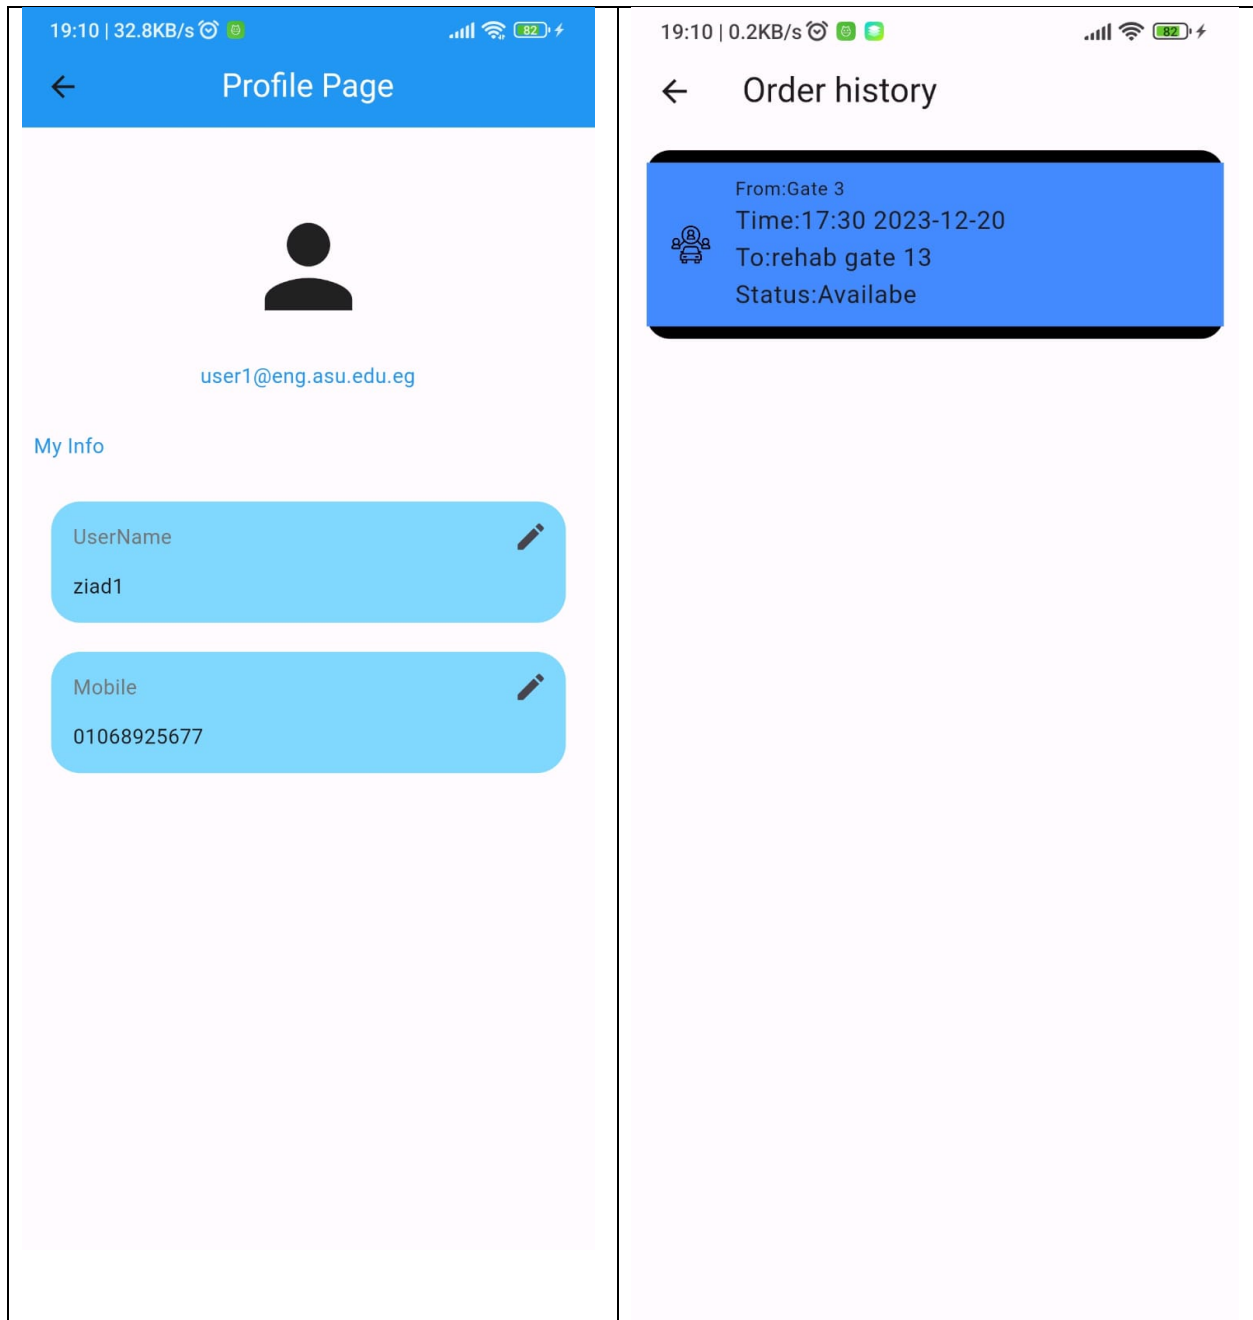 19:10 | 32.8KB/s
82
Profile Page
user1@eng.asu.edu.eg
My Info
UserName
ziad1
Mobile
01068925677
19:10 | 0.2KB/s
82
Order history
From:Gate 3
Time:17:30 2023-12-20
To:rehab gate 13
Status:Availabe